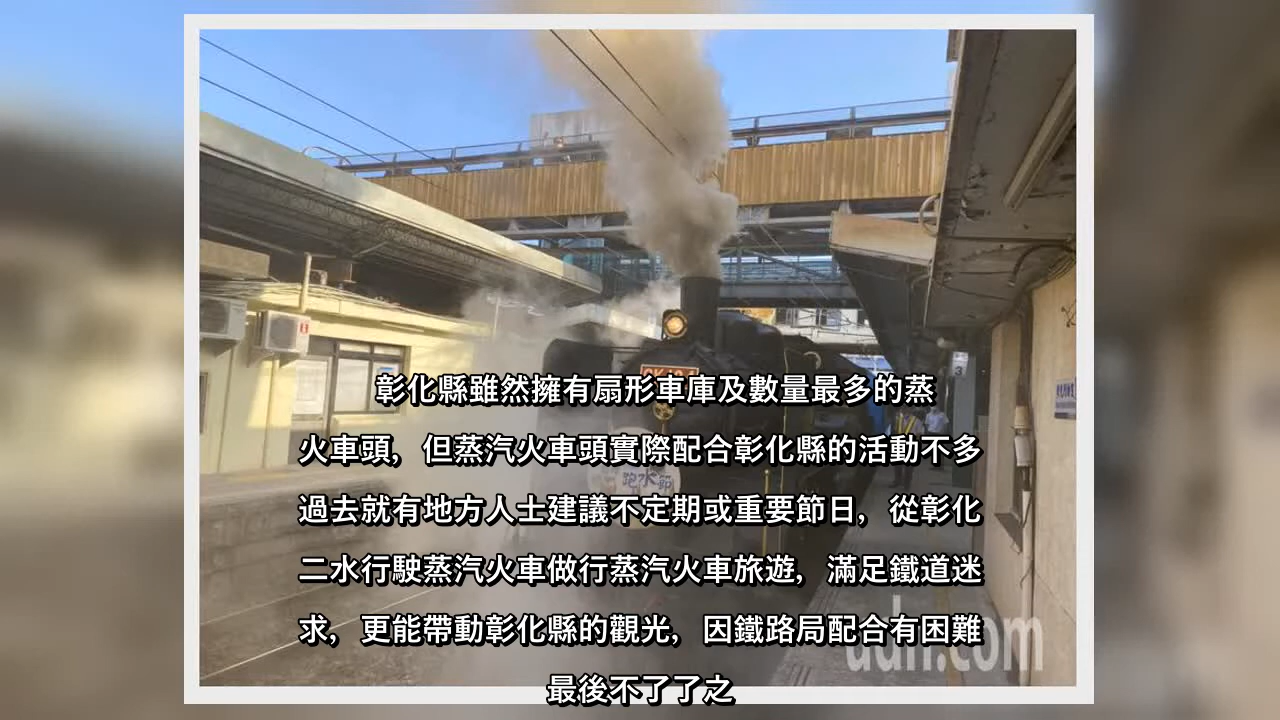 彰化縣雖然擁有扇形車庫及數量最多的蒸
火車頭，但蒸汽火車頭實際配合彰化縣的活動不多
過去就有地方人士建議不定期或重要節日，從彰化
二水行駛蒸汽火車做行蒸汽火車旅遊，滿足鐵道迷
求，更能帶動彰化縣的觀光，因鐵路局配合有困難
最後不了了之
跑水節
3
udn.com